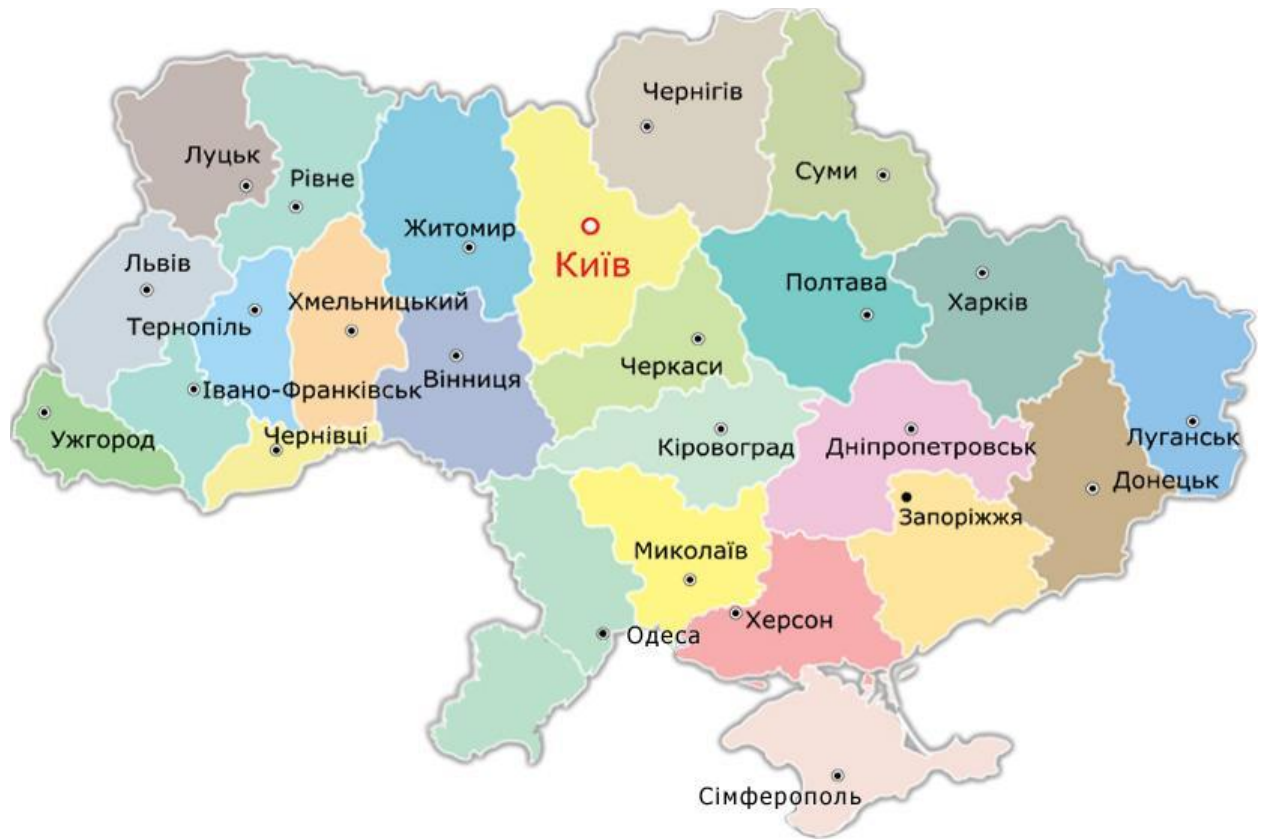 Чернігів
Луцьк
Суми
Рівне
Житомир
Київ
Львів
Полтава
Харків
Хмельницький
Тернопіль
Черкаси
Вінниця
Івано-Франківськ
Чернівці
Ужгород
Кіровоград
Дніпропетровськ
Луганськ
Донецьк
Запоріжжя
Миколаїв
Херсон
Одеса
Сімферополь